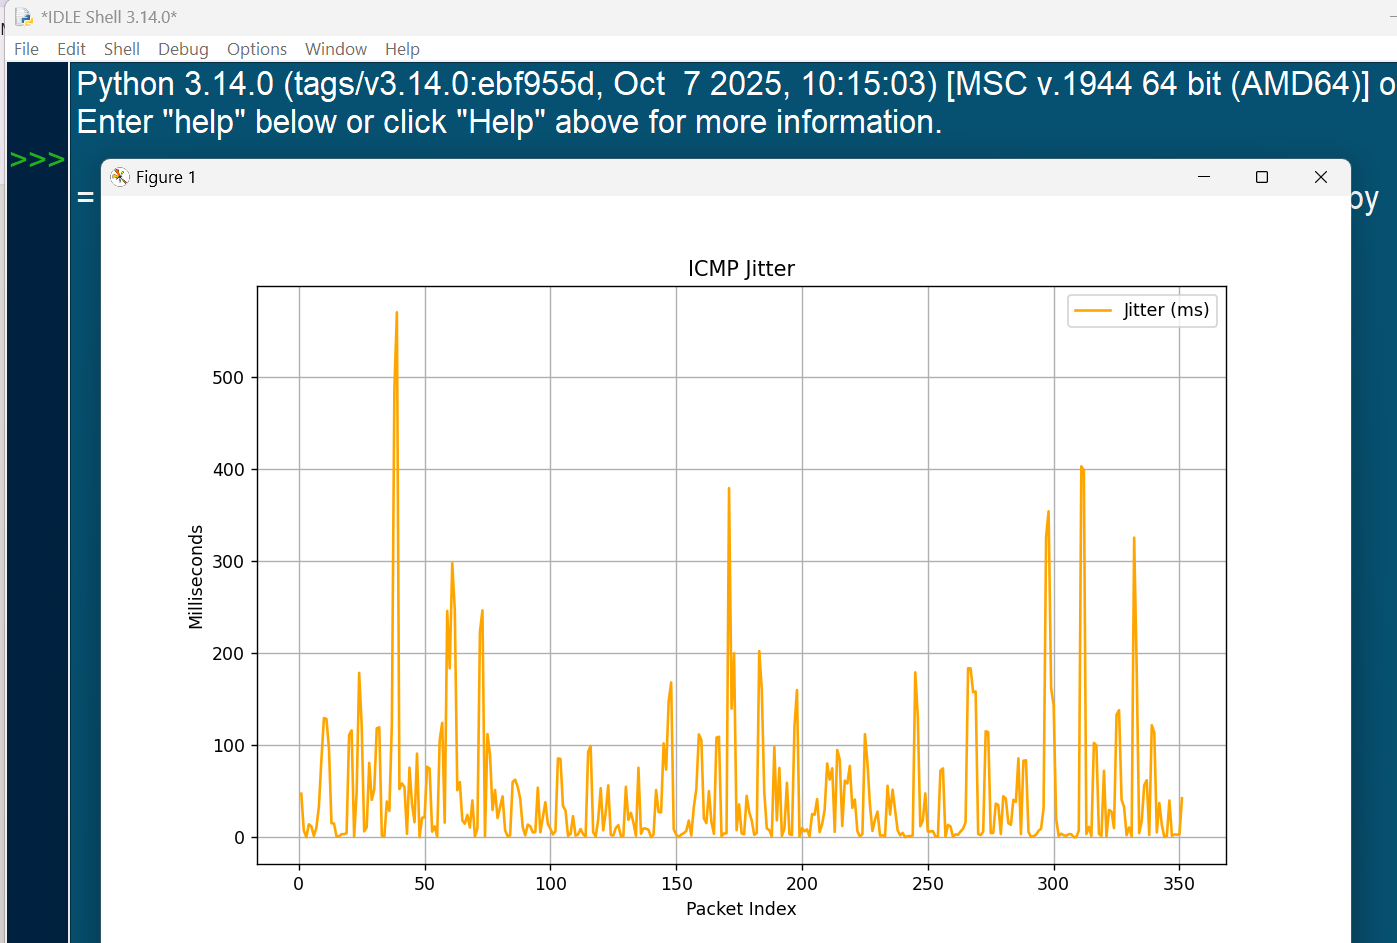 *IDLE Shell 3.14.0*
File Edit Shell Debug Options Window Help
Python 3.14.0 (tags/v3.14.0:ebf955d, Oct  7 2025, 10:15:03) [MSC v.1944 64 bit (AMD64)] o
Enter "help" below or click "Help" above for more information.
>>>
=
Figure 1
py
ICMP Jitter
Jitter (ms)
500
400
300
200
100
0
Milliseconds
0 50 100 150 200 250 300 350
Packet Index